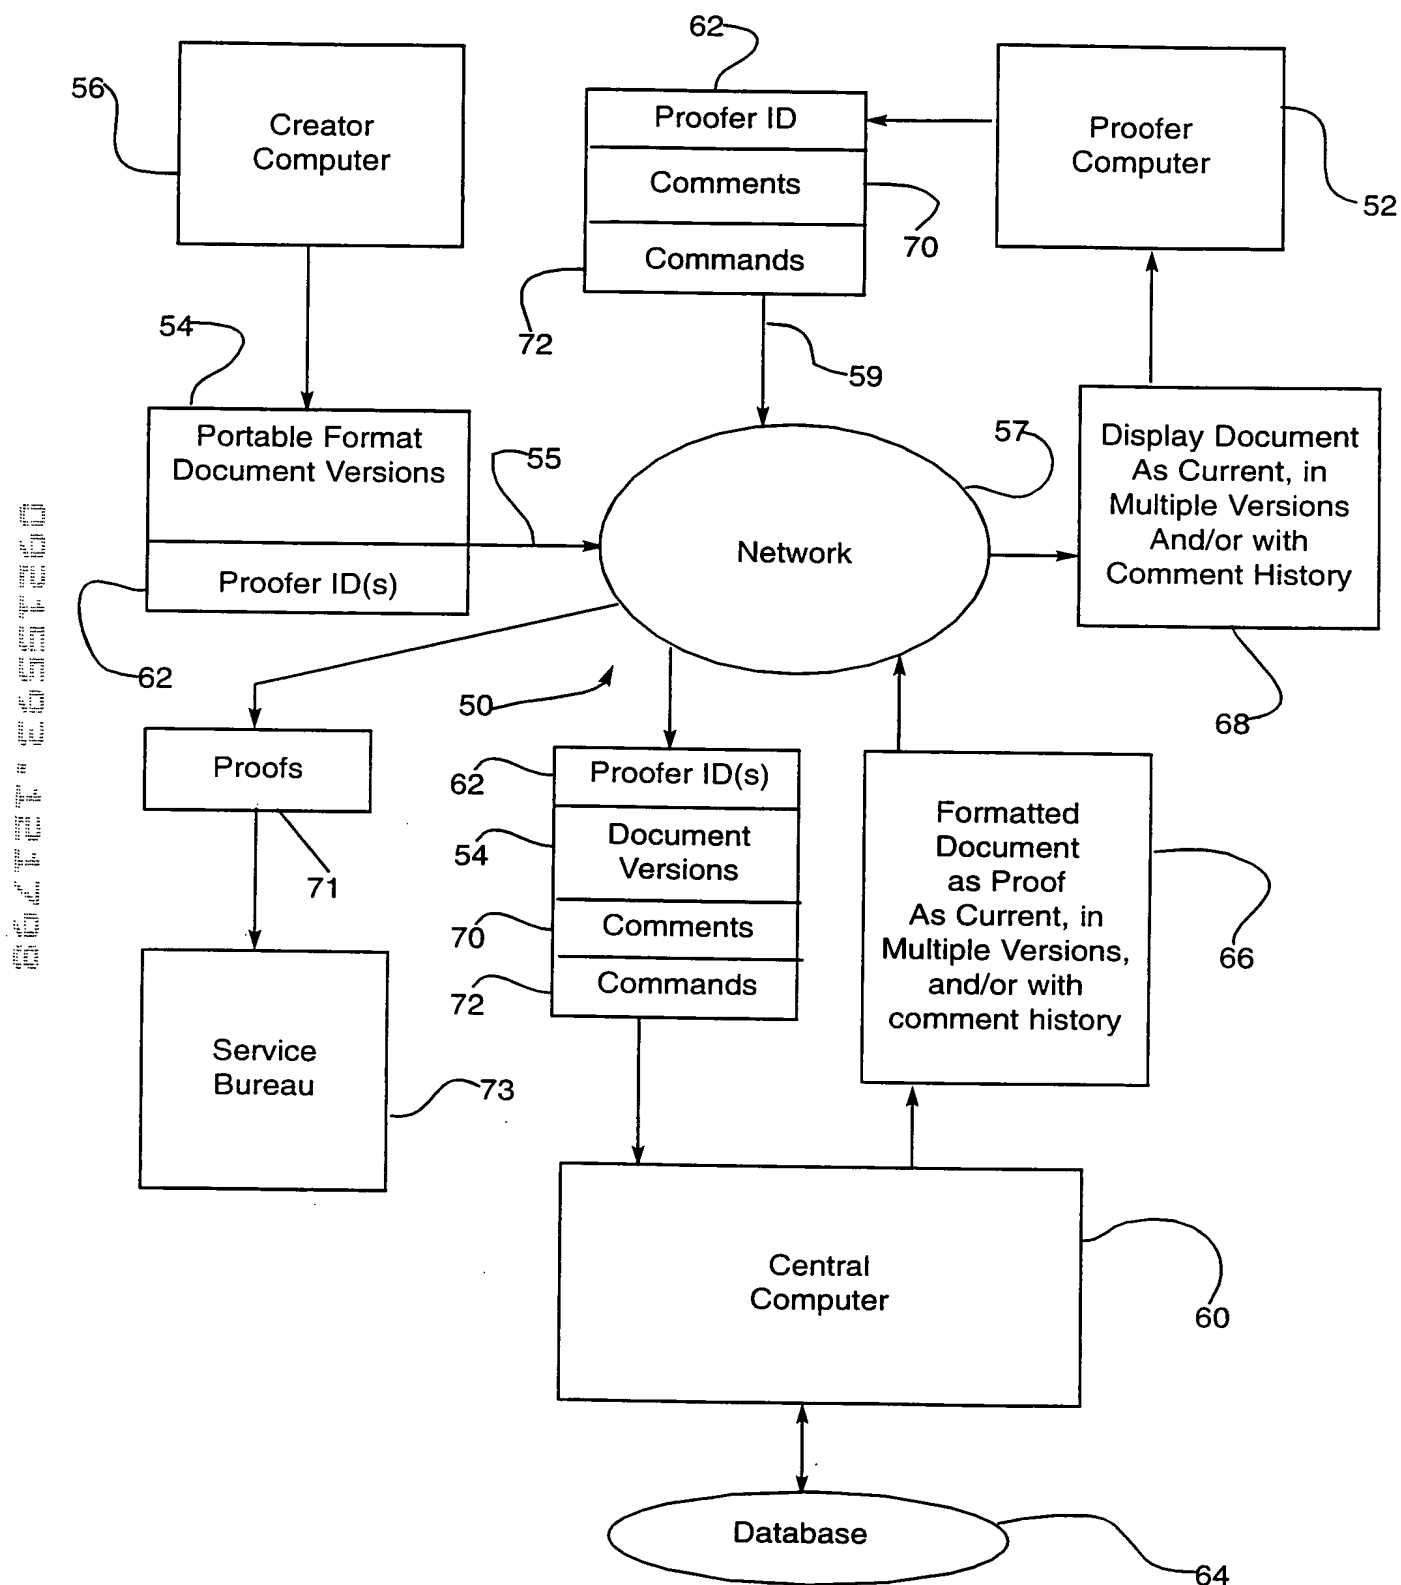 62
56
Creator
Computer
Proofer ID
Comments
Commands
Proofer
Computer
52
70
72
59
54
Portable Format
Document Versions
Proofer ID(s)
55
62
57
Network
Display Document
As Current, in
Multiple Versions
And/or with
Comment History
68
50
Proofs
71
Service
Bureau
73
62
Proofer ID(s)
54
Document
Versions
70
Comments
72
Commands
Formatted
Document
as Proof
As Current, in
Multiple Versions,
and/or with
comment history
66
Central
Computer
60
Database
64
09215593.121798